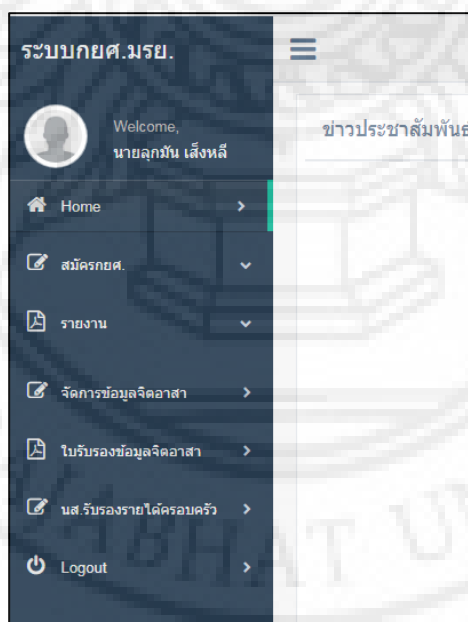 ระบบกยศ.มรย.
Welcome,
นายลุกมัน เส็งหลี
ข่าวประชาสัมพันธ์
Home
สมัครกยศ.
รายงาน
จัดการข้อมูลจิตอาสา
ใบรับรองข้อมูลจิตอาสา
นส.รับรองรายได้ครอบครัว
Logout